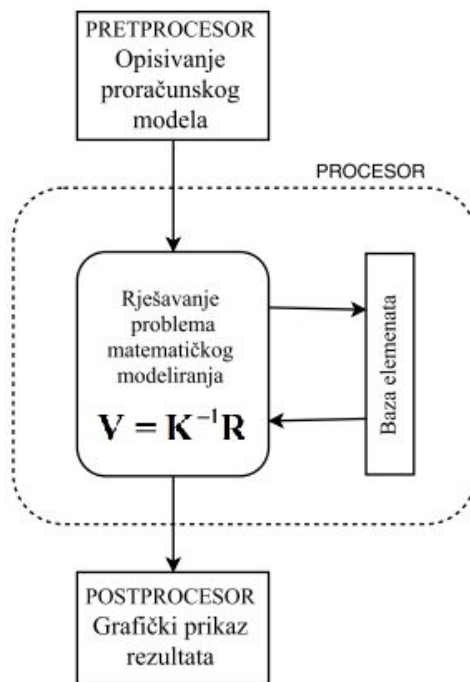 PRETPROCESOR
Opisivanje
proračunskog
modela
PROCESOR
Rješavanje
problema
matematičkog
modeliranja
V = K⁻¹R
Baza elemenata
POSTPROCESOR
Grafički prikaz
rezultata